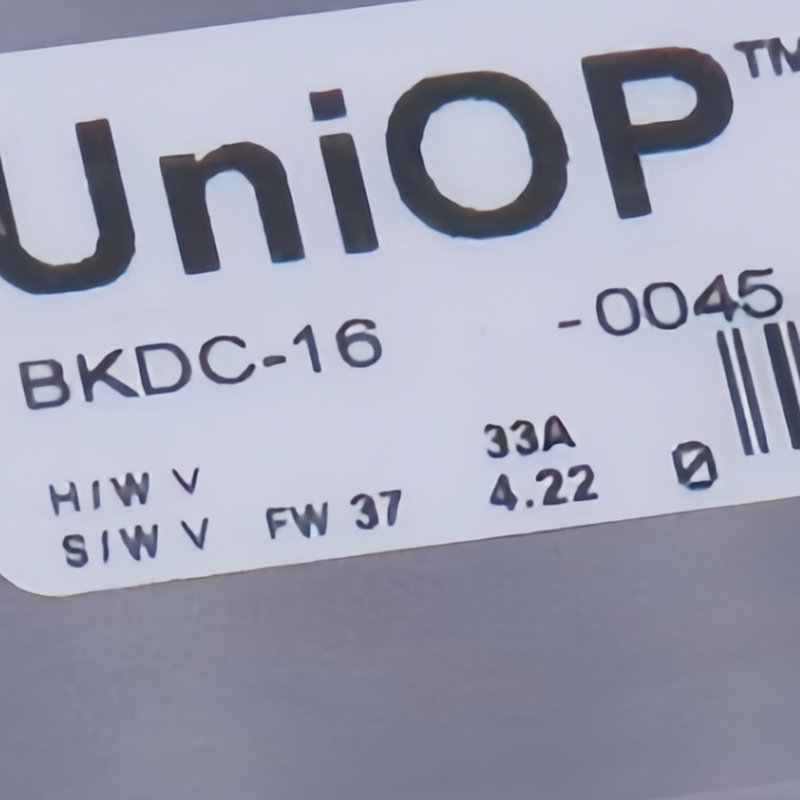 UniOP™
BKDC-16 -0045
H/W V 33A
S/W V FW 37 4.22 0